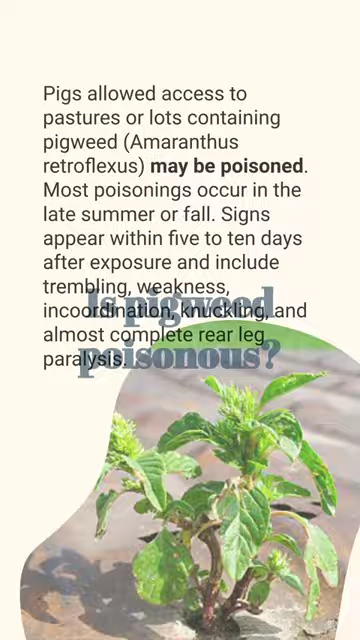 Pigs allowed access to
pastures or lots containing
pigweed (Amaranthus
retroflexus) may be poisoned.
Most poisonings occur in the
late summer or fall. Signs
appear within five to ten days
after exposure and include
trembling, weakness,
incoordination, knuckling, and
almost complete rear leg
paralysis.
Is pigweed
poisonous?